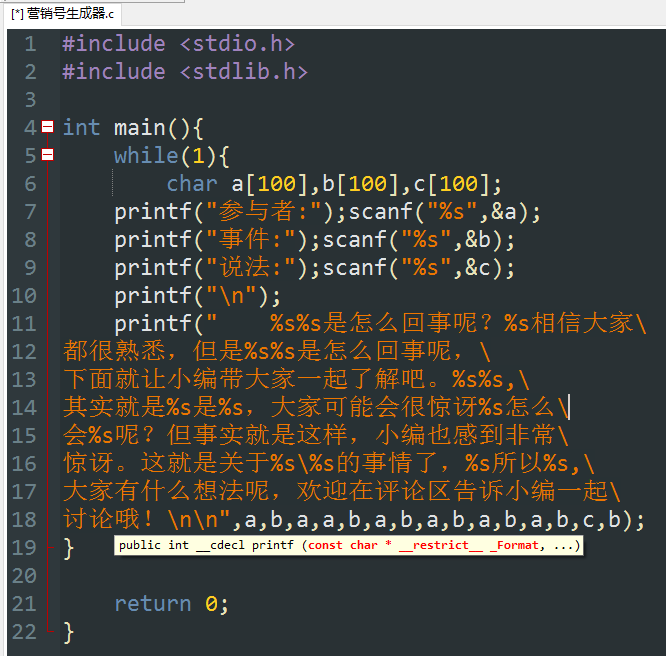 [*] 营销号生成器.c
1 #include <stdio.h>
2 #include <stdlib.h>
3
4 int main(){
5     while(1){
6         char a[100],b[100],c[100];
7     printf("参与者:");scanf("%s",&a);
8     printf("事件:");scanf("%s",&b);
9     printf("说法:");scanf("%s",&c);
10     printf("\n");
11     printf("    %s%s是怎么回事呢？%s相信大家\
12 都很熟悉，但是%s%s是怎么回事呢，\
13 下面就让小编带大家一起了解吧。%s%s,\
14 其实就是%s是%s，大家可能会很惊讶%s怎么\
15 会%s呢？但事实就是这样，小编也感到非常\
16 惊讶。这就是关于%s\%s的事情了，%s所以%s,\
17 大家有什么想法呢，欢迎在评论区告诉小编一起\
18 讨论哦！\n\n",a,b,a,a,b,a,b,a,b,a,b,a,b,c,b);
19 }
public int __cdecl printf (const char * __restrict__ _Format, ...)
20
21     return 0;
22 }